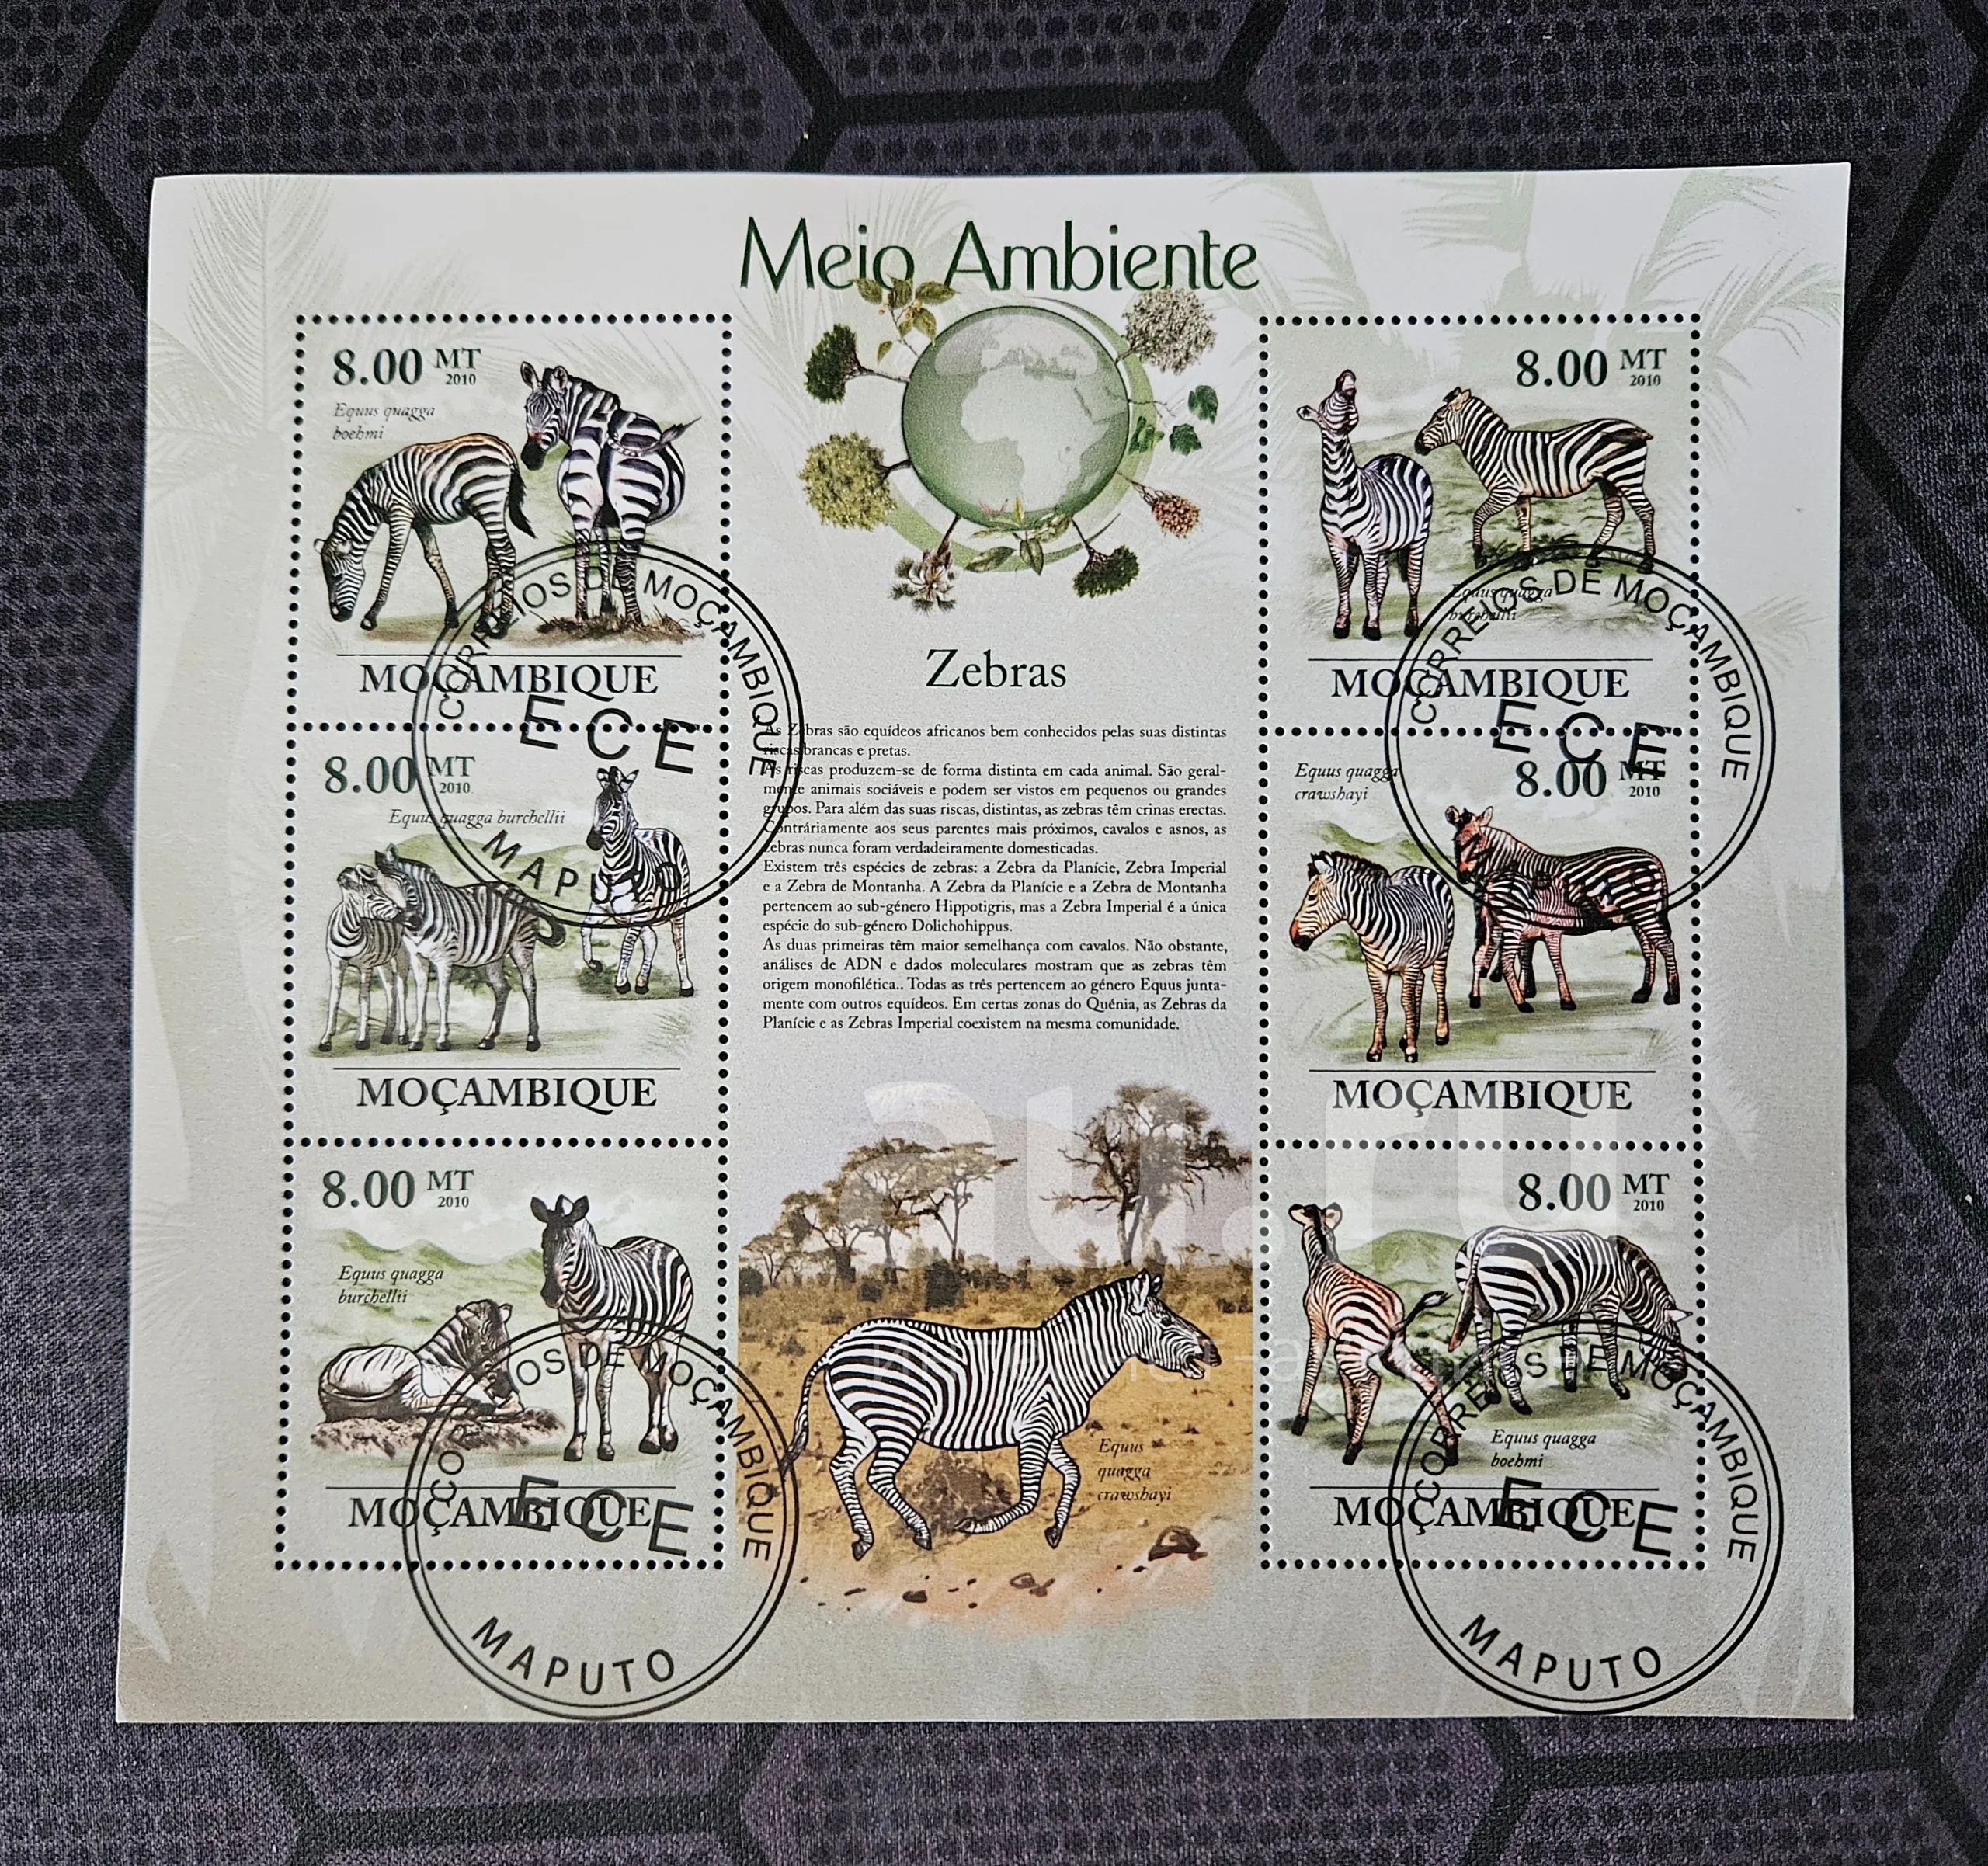 Meio Ambiente
8.00 MT
2010
Equus quagga
boehmi
MOÇAMBIQUE
8.00 MT
2010
Equus quagga
burchellii
MOÇAMBIQUE
CORREIOS DE MOÇAMBIQUE
ECE
MAPUTO
CORREIOS DE MOÇAMBIQUE
ECE
Zebras
As Zebras são equídeos africanos bem conhecidos pelas suas distintas
riscas brancas e pretas.
As riscas produzem-se de forma distinta em cada animal. São geral-
mente animais sociáveis e podem ser vistos em pequenos ou grandes
grupos. Para além das suas riscas, distintas, as zebras têm crinas erectas.
Contráriamente aos seus parentes mais próximos, cavalos e asnos, as
zebras nunca foram verdadeiramente domesticadas.
Existem três espécies de zebras: a Zebra da Planície, Zebra Imperial
e a Zebra de Montanha. A Zebra da Planície e a Zebra de Montanha
pertencem ao sub-género Hippotigris, mas a Zebra Imperial é a única
espécie do sub-género Dolichohippus.
As duas primeiras têm maior semelhança com cavalos. Não obstante,
análises de ADN e dados moleculares mostram que as zebras têm
origem monofilética.. Todas as três pertencem ao género Equus junta-
mente com outros equídeos. Em certas zonas do Quénia, as Zebras da
Planície e as Zebras Imperial coexistem na mesma comunidade.
8.00 MT
2010
Equus quagga burchellii
MOÇAMBIQUE
Equus quagga
crawshayi
8.00 MT
2010
MOÇAMBIQUE
8.00 MT
2010
Equus quagga
burchellii
MOÇAMBIQUE
CORREIOS DE MOÇAMBIQUE
ECE
MAPUTO
au.ru
Equus
quagga
crawshayi
8.00 MT
2010
Equus quagga
boehmi
MOÇAMBIQUE
CORREIOS DE MOÇAMBIQUE
ECE
MAPUTO